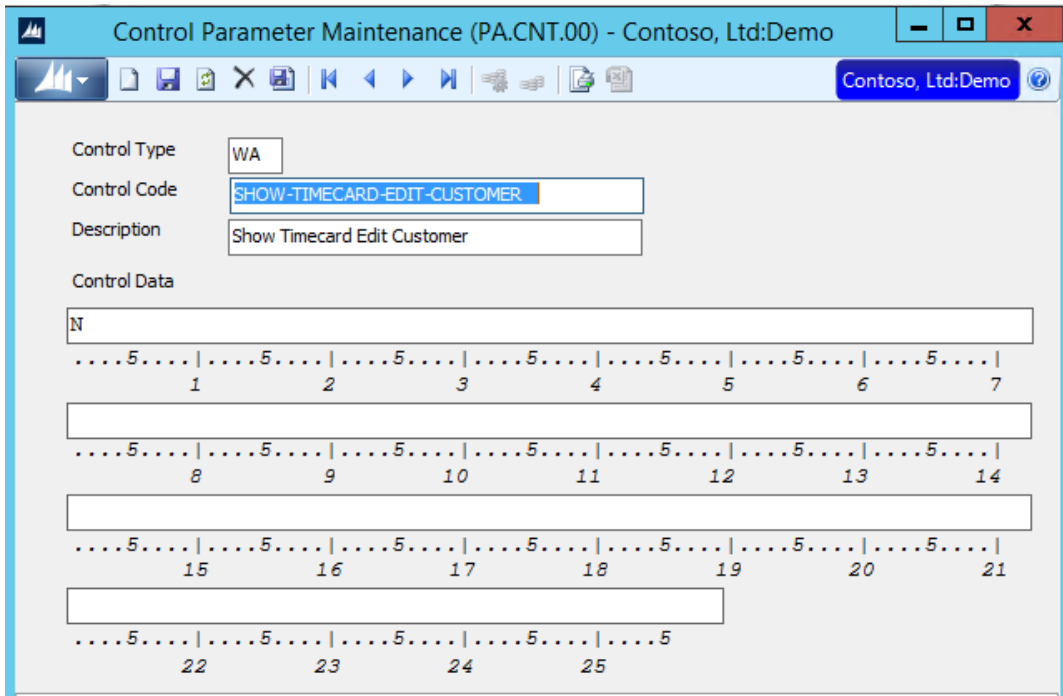 Control Parameter Maintenance (PA.CNT.00) - Contoso, Ltd:Demo
Contoso, Ltd:Demo
Control Type WA
Control Code SHOW-TIMECARD-EDIT-CUSTOMER
Description Show Timecard Edit Customer
Control Data
N
....5....|....5....|....5....|....5....|....5....|....5....|....5....|
1 2 3 4 5 6 7
....5....|....5....|....5....|....5....|....5....|....5....|....5....|
8 9 10 11 12 13 14
....5....|....5....|....5....|....5....|....5....|....5....|....5....|
15 16 17 18 19 20 21
....5....|....5....|....5....|....5....|....5
22 23 24 25